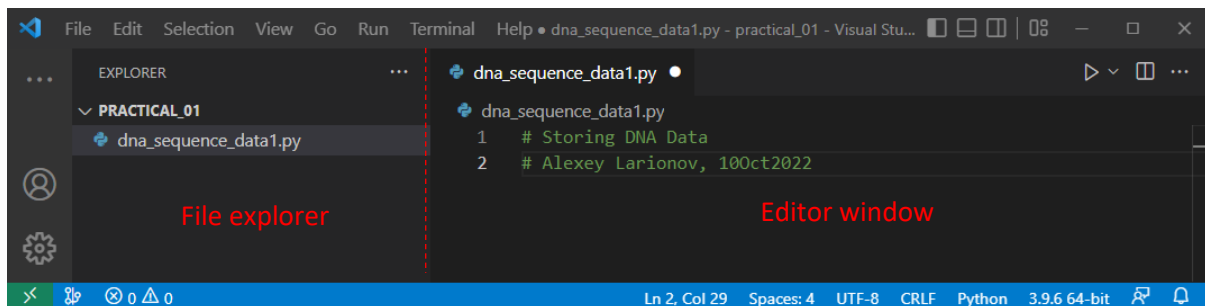 File Edit Selection View Go Run Terminal Help ● dna_sequence_data1.py - practical_01 - Visual Stu...
EXPLORER ...
PRACTICAL_01
dna_sequence_data1.py
File explorer
dna_sequence_data1.py ●
dna_sequence_data1.py
1 # Storing DNA Data
2 # Alexey Larionov, 10Oct2022
Editor window
0 0 Ln 2, Col 29 Spaces: 4 UTF-8 CRLF Python 3.9.6 64-bit